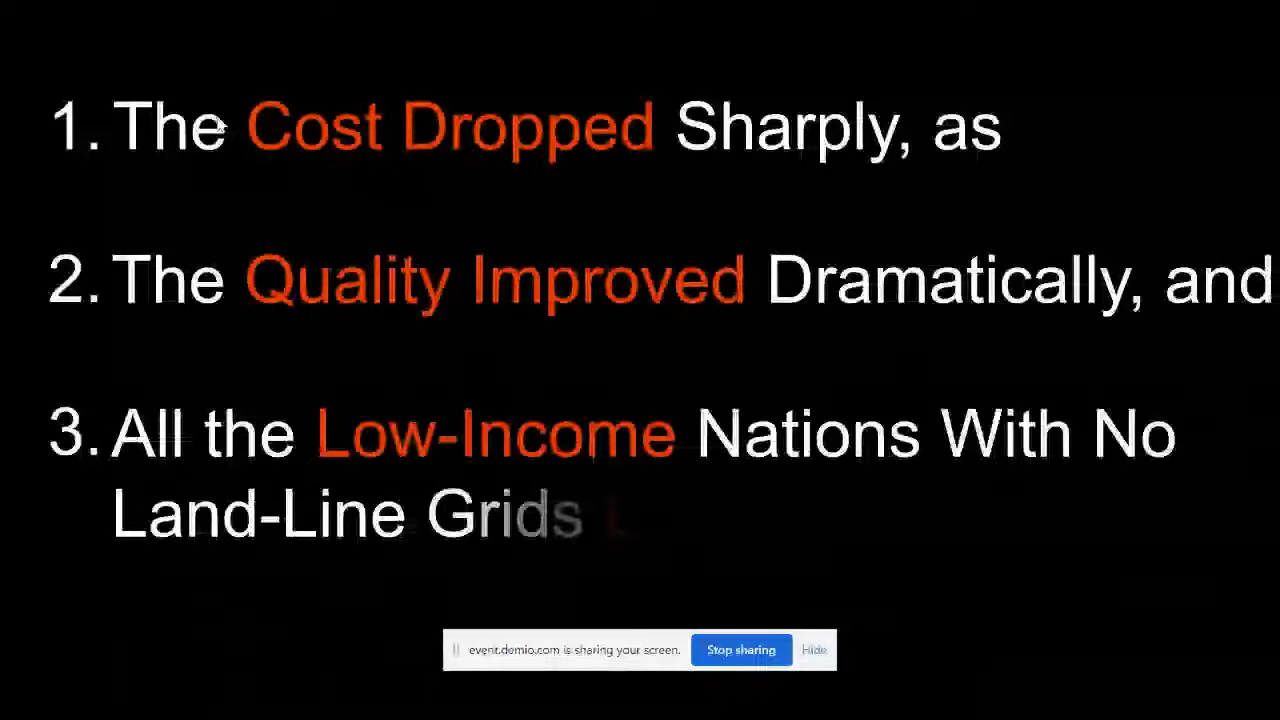 1. The Cost Dropped Sharply, as
2. The Quality Improved Dramatically, and
3. All the Low-Income Nations With No
Land-Line Grids L
event.demio.com is sharing your screen. Stop sharing Hide